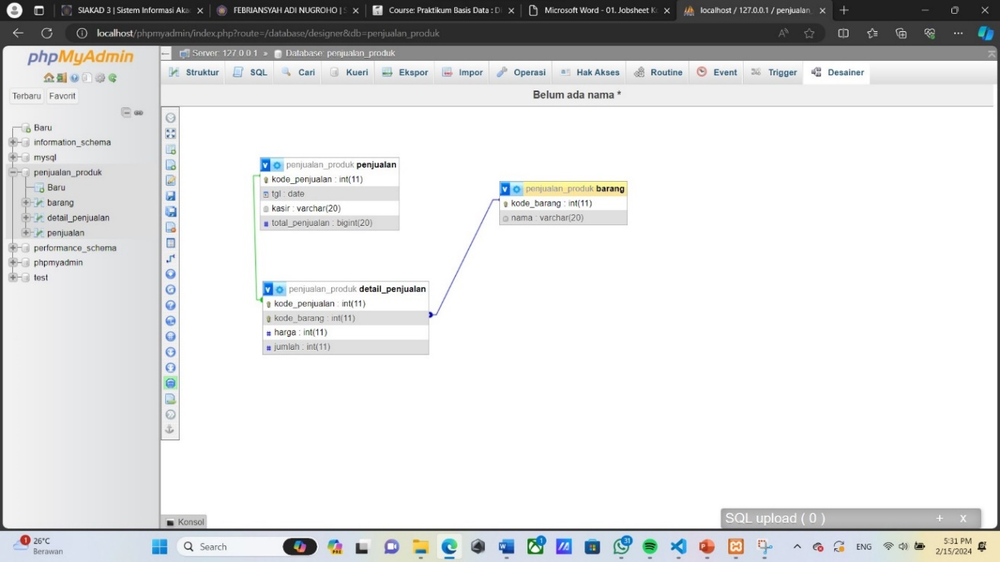 SIAKAD 3 | Sistem Informasi Aka
FEBRIANSYAH ADI NUGROHO | S
Course: Praktikum Basis Data : D
Microsoft Word - 01. Jobsheet K
localhost / 127.0.0.1 / penjualan_
localhost/phpmyadmin/index.php?route=/database/designer&db=penjualan_produk
phpMyAdmin
Terbaru Favorit
Baru
information_schema
mysql
penjualan_produk
Baru
barang
detail_penjualan
penjualan
performance_schema
phpmyadmin
test
Server: 127.0.0.1 » Database: penjualan_produk
Struktur SQL Cari Kueri Ekspor Impor Operasi Hak Akses Routine Event Trigger Desainer
Belum ada nama *
penjualan_produk penjualan
kode_penjualan : int(11)
tgl : date
kasir : varchar(20)
total_penjualan : bigint(20)
penjualan_produk barang
kode_barang : int(11)
nama : varchar(20)
penjualan_produk detail_penjualan
kode_penjualan : int(11)
kode_barang : int(11)
harga : int(11)
jumlah : int(11)
Konsol
SQL upload ( 0 ) + x
1
26°C
Berawan
Search
PRE
1
31
ENG
5:31 PM
2/15/2024